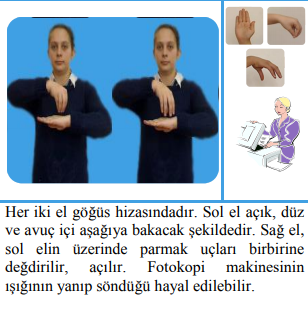 Her iki el göğüs hizasındadır. Sol el açık, düz
ve avuç içi aşağıya bakacak şekildedir. Sağ el,
sol elin üzerinde parmak uçları birbirine
değdirilir, açılır. Fotokopi makinesinin
ışığının yanıp söndüğü hayal edilebilir.